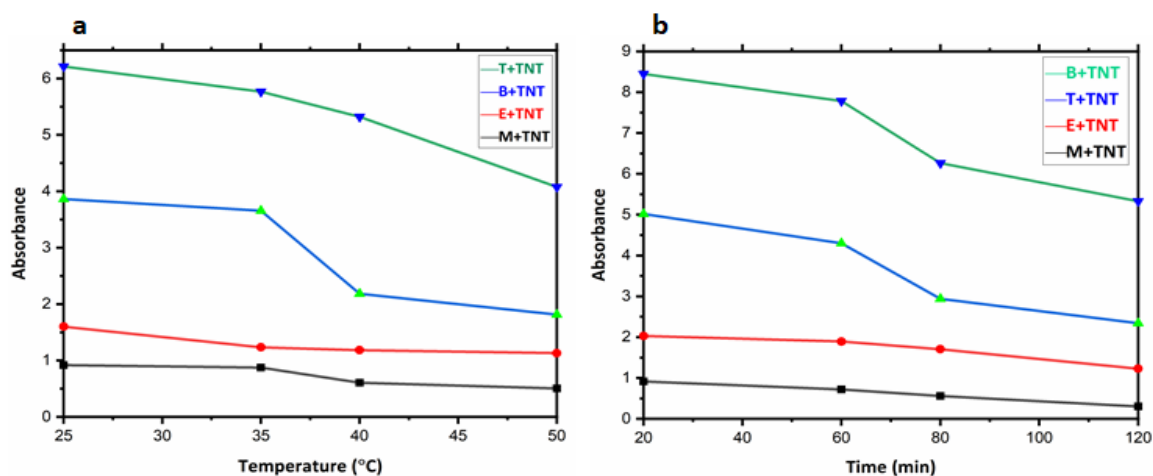 a
6
5
4
3
2
1
0
Absorbance
T+TNT
B+TNT
E+TNT
M+TNT
25 30 35 40 45 50
Temperature (°C)
b
9
8
7
6
5
4
3
2
1
0
Absorbance
B+TNT
T+TNT
E+TNT
M+TNT
20 40 60 80 100 120
Time (min)